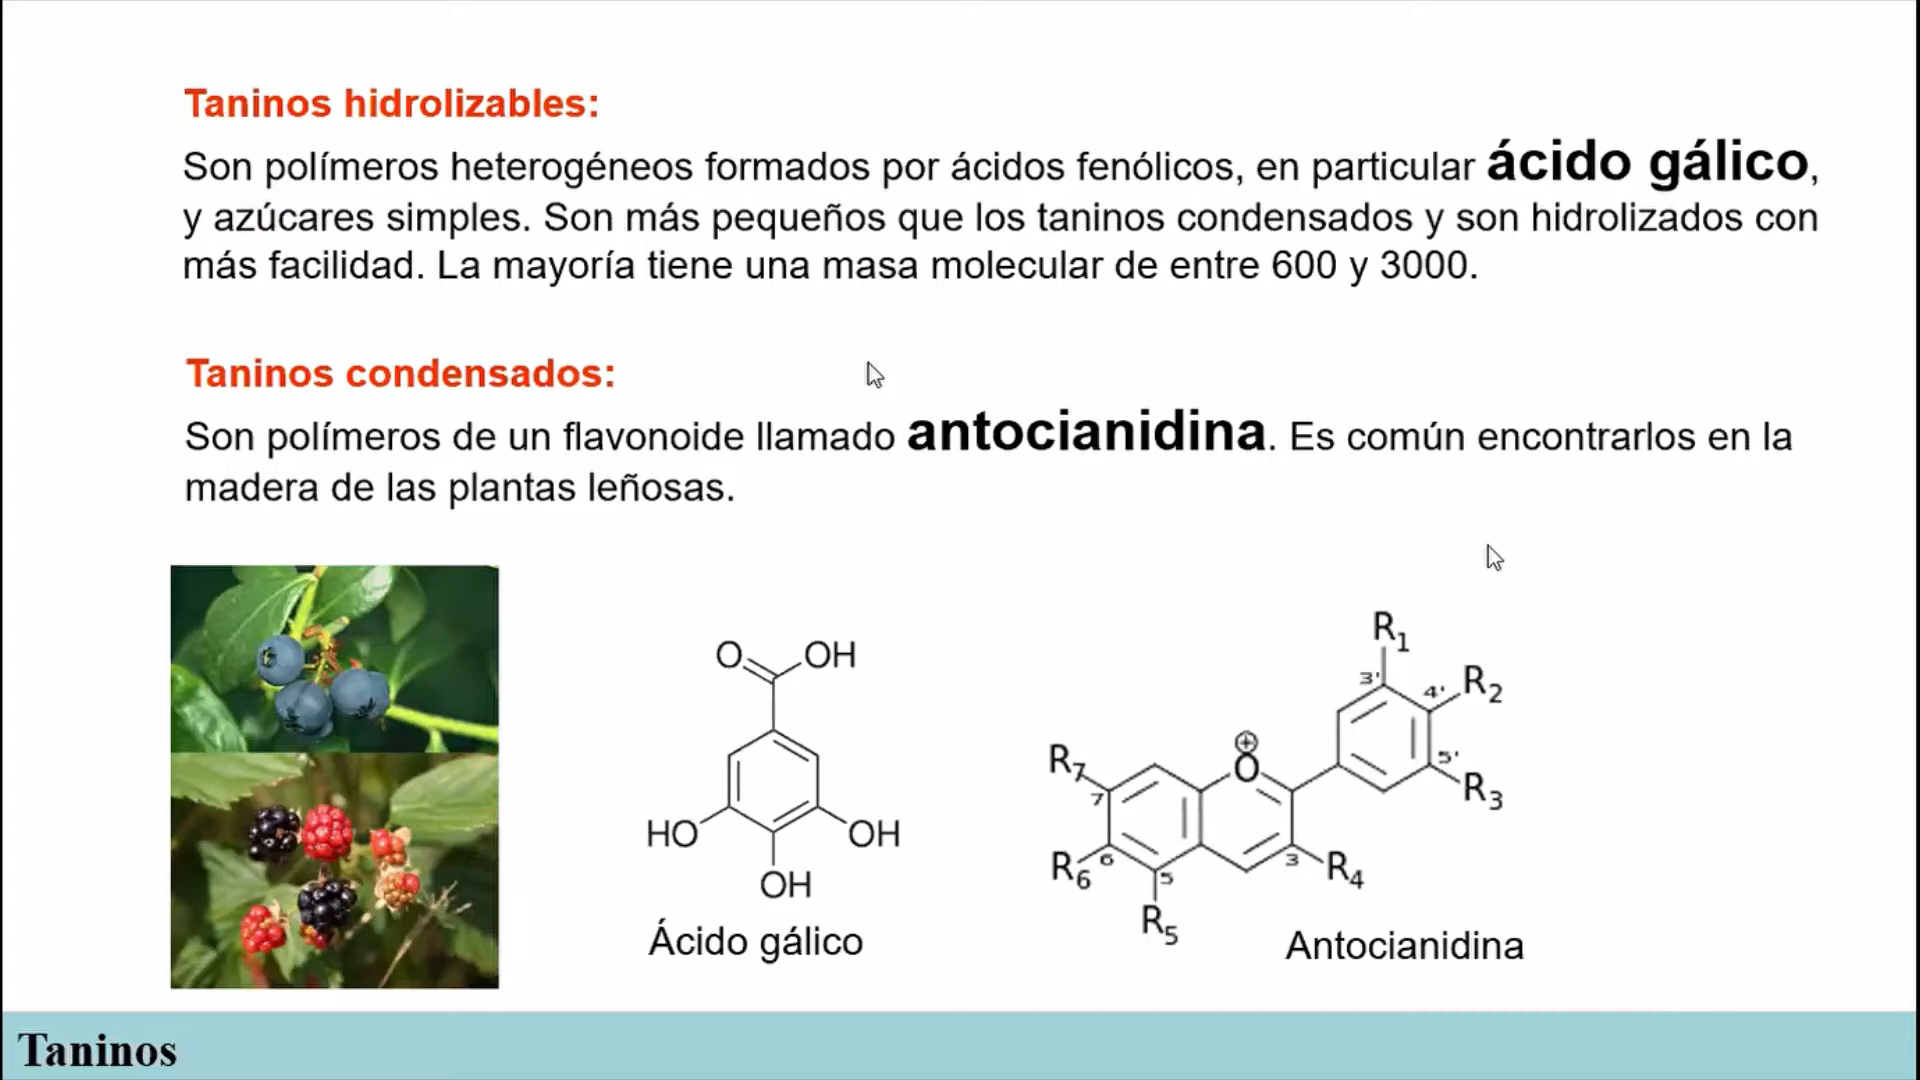 Taninos hidrolizables:
Son polímeros heterogéneos formados por ácidos fenólicos, en particular ácido gálico,
y azúcares simples. Son más pequeños que los taninos condensados y son hidrolizados con
más facilidad. La mayoría tiene una masa molecular de entre 600 y 3000.
Taninos condensados:
Son polímeros de un flavonoide llamado antocianidina. Es común encontrarlos en la
madera de las plantas leñosas.
O OH
HO OH
OH
Ácido gálico
R1
3'
4' R2
5'
R3
⊕
O
R7
7
R6 6
5
3 R4
R5
Antocianidina
Taninos